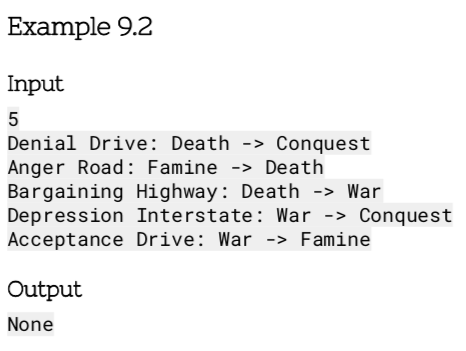 Example 9.2
Input
5
Denial Drive: Death -> Conquest
Anger Road: Famine -> Death
Bargaining Highway: Death -> War
Depression Interstate: War -> Conquest
Acceptance Drive: War -> Famine
Output
None